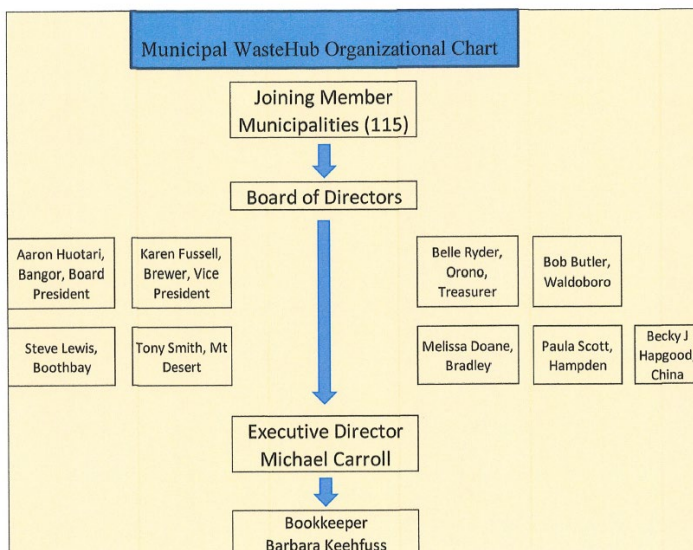 Municipal WasteHub Organizational Chart
Joining Member
Municipalities (115)
Board of Directors
Aaron Huotari,
Bangor, Board
President
Karen Fussell,
Brewer, Vice
President
Belle Ryder,
Orono,
Treasurer
Bob Butler,
Waldoboro
Steve Lewis,
Boothbay
Tony Smith, Mt
Desert
Melissa Doane,
Bradley
Paula Scott,
Hampden
Becky J
Hapgood,
China
Executive Director
Michael Carroll
Bookkeeper
Barbara Keehfuss